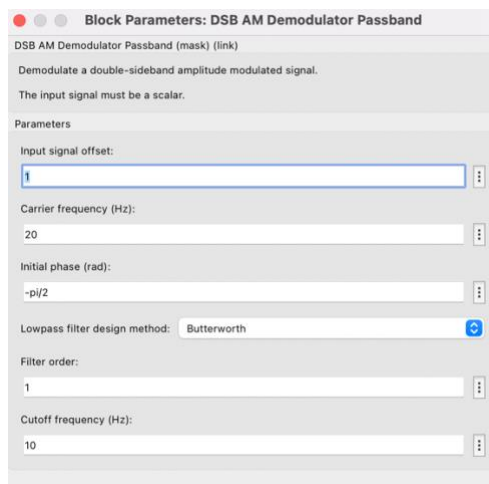 Block Parameters: DSB AM Demodulator Passband
DSB AM Demodulator Passband (mask) (link)
Demodulate a double-sideband amplitude modulated signal.
The input signal must be a scalar.
Parameters
Input signal offset:
1
Carrier frequency (Hz):
20
Initial phase (rad):
-pi/2
Lowpass filter design method: Butterworth
Filter order:
1
Cutoff frequency (Hz):
10